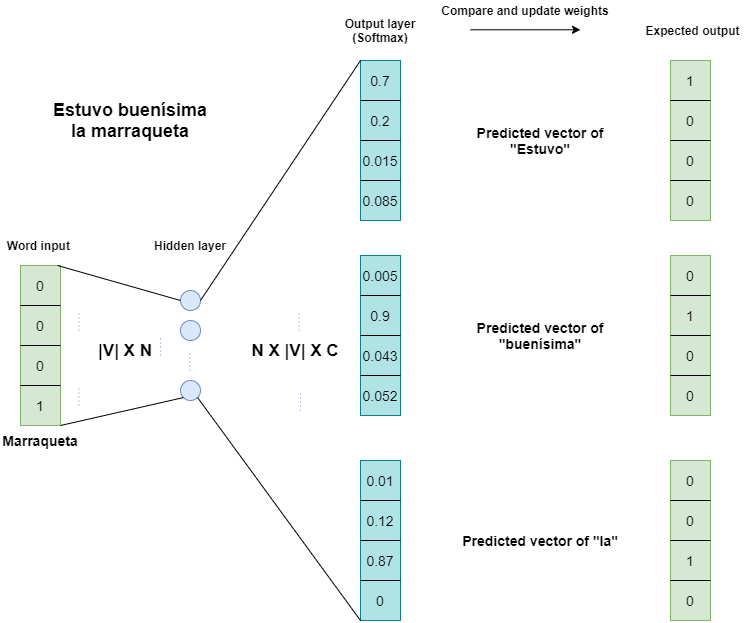 Compare and update weights
Output layer
(Softmax)
Expected output
Estuvo buenísima
la marraqueta
0.7
0.2
0.015
0.085
Predicted vector of
"Estuvo"
1
0
0
0
Word input
Hidden layer
0
0
0
1
Marraqueta
|V| X N
N X |V| X C
0.005
0.9
0.043
0.052
Predicted vector of
"buenísima"
0
1
0
0
0.01
0.12
0.87
0
Predicted vector of "la"
0
0
1
0